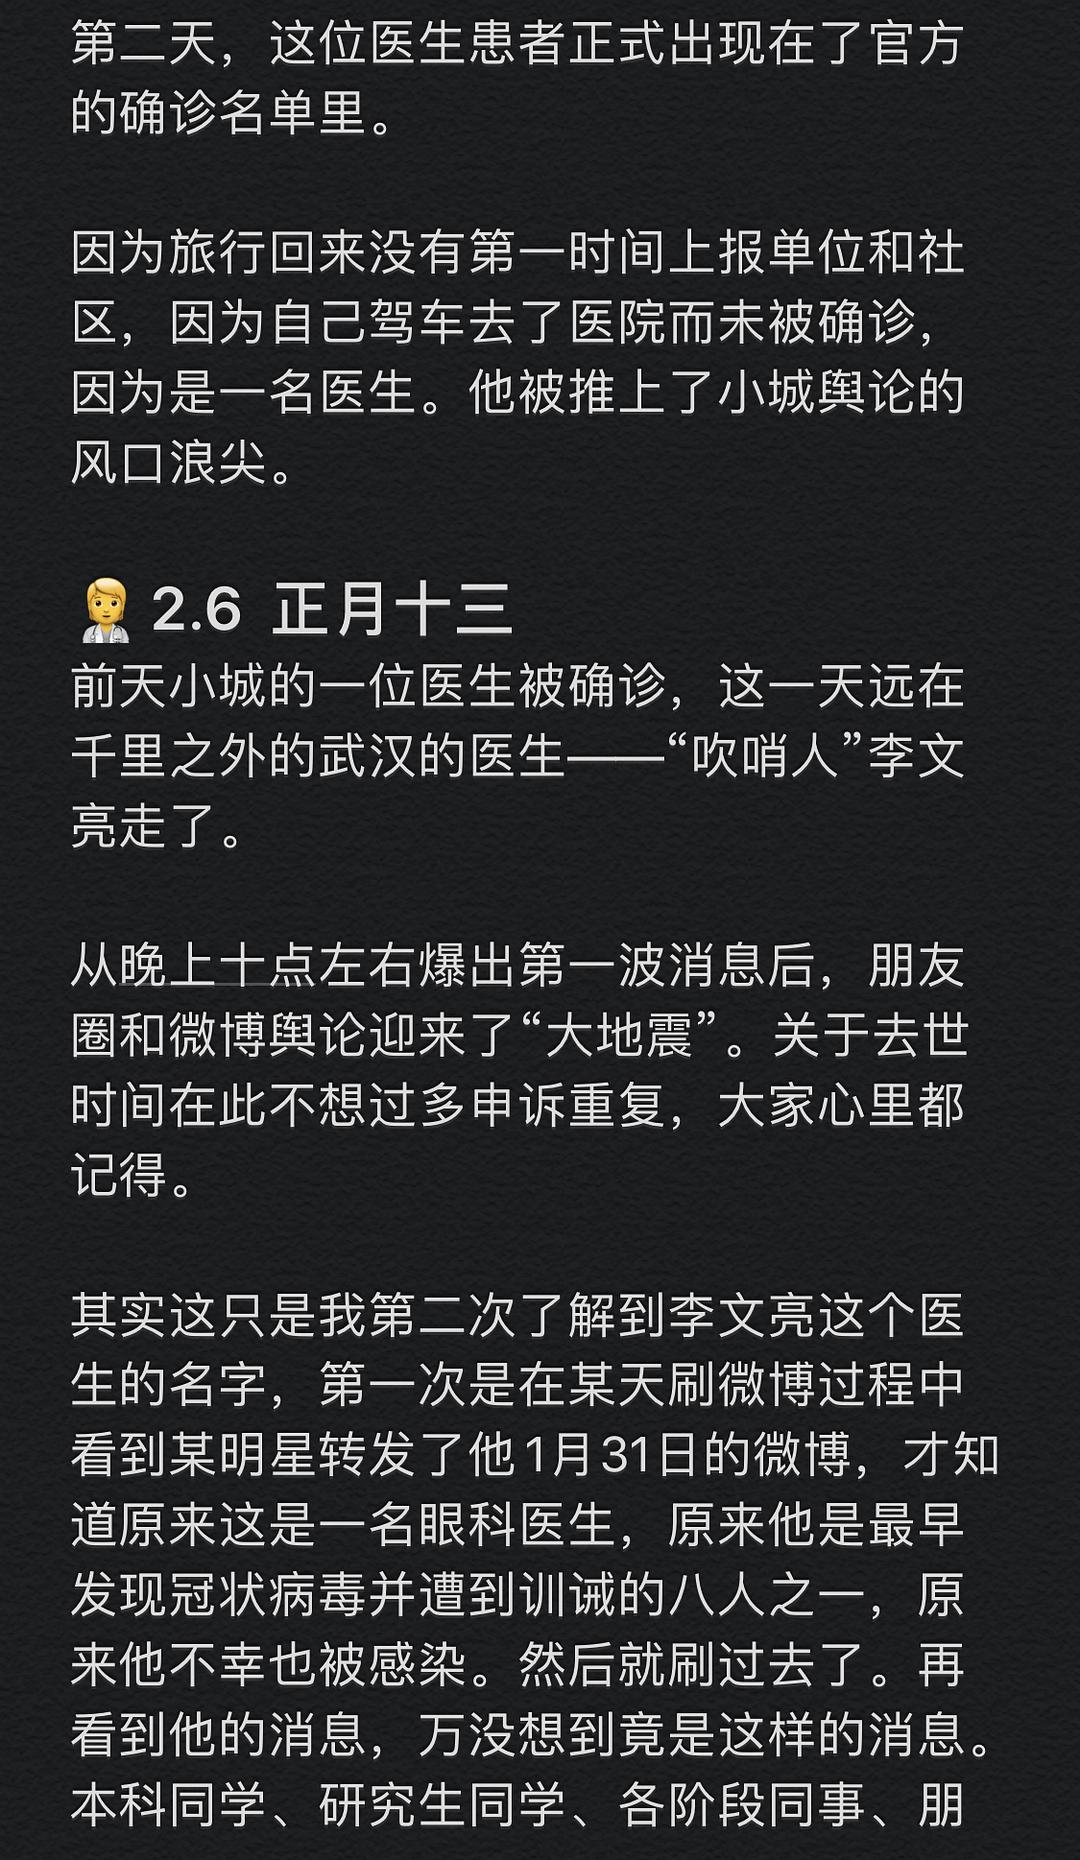 第二天，这位医生患者正式出现在了官方
的确诊名单里。
因为旅行回来没有第一时间上报单位和社
区，因为自己驾车去了医院而未被确诊，
因为是一名医生。他被推上了小城舆论的
风口浪尖。
2.6 正月十三
前天小城的一位医生被确诊，这一天远在
千里之外的武汉的医生——“吹哨人”李文
亮走了。
从晚上十点左右爆出第一波消息后，朋友
圈和微博舆论迎来了“大地震”。关于去世
时间在此不想过多申诉重复，大家心里都
记得。
其实这只是我第二次了解到李文亮这个医
生的名字，第一次是在某天刷微博过程中
看到某明星转发了他1月31日的微博，才知
道原来这是一名眼科医生，原来他是最早
发现冠状病毒并遭到训诫的八人之一，原
来他不幸也被感染。然后就刷过去了。再
看到他的消息，万没想到竟是这样的消息。
本科同学、研究生同学、各阶段同事、朋